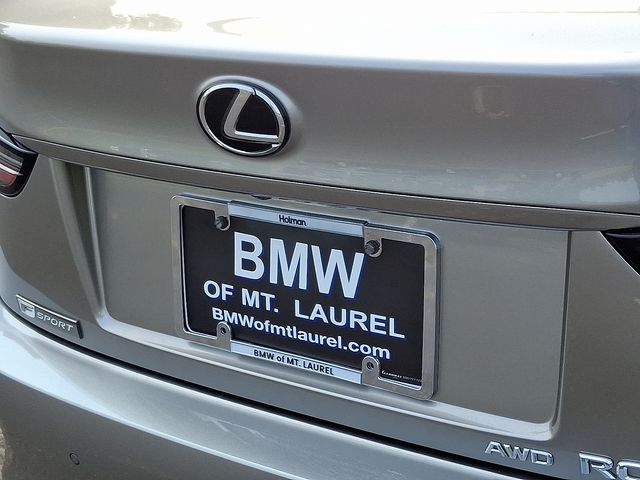 Holman
BMW
OF MT. LAUREL
BMWofmtlaurel.com
BMW of MT. LAUREL
F SPORT
AWD